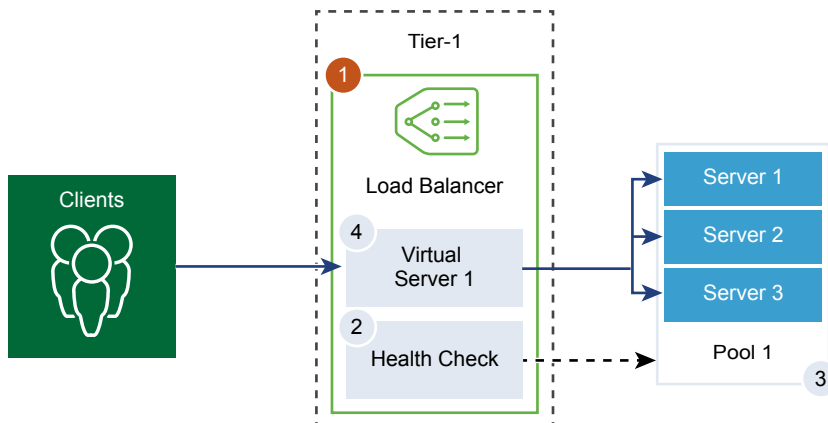 Tier-1
1
Load Balancer
Clients
4
Virtual
Server 1
2
Health Check
Server 1
Server 2
Server 3
Pool 1
3